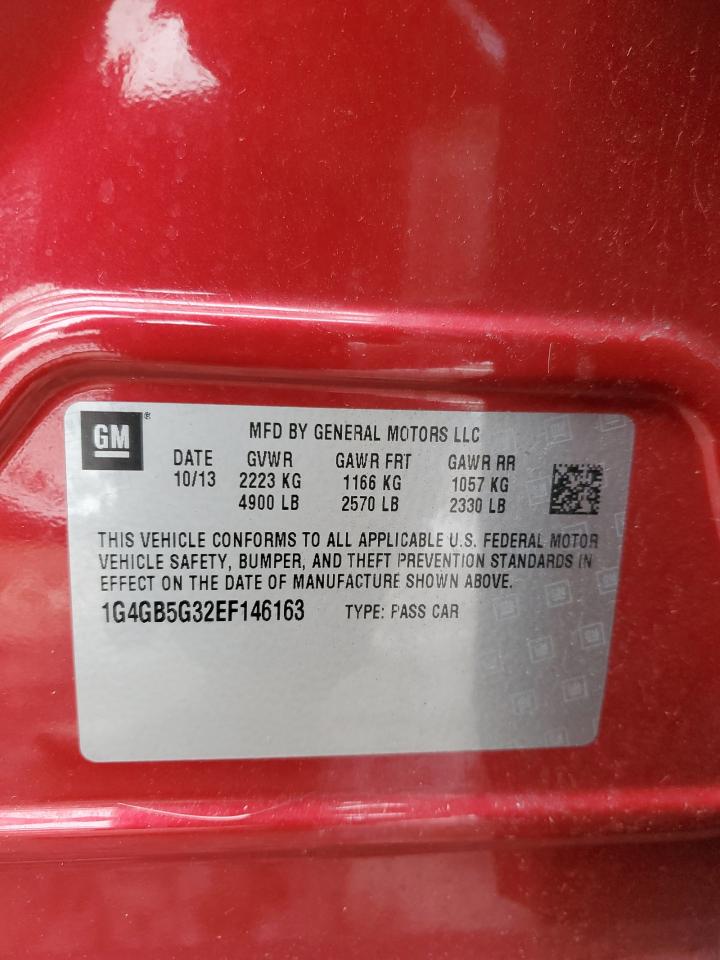 GM®
MFD BY GENERAL MOTORS LLC
DATE GVWR GAWR FRT GAWR RR
10/13 2223 KG 1166 KG 1057 KG
4900 LB 2570 LB 2330 LB
THIS VEHICLE CONFORMS TO ALL APPLICABLE U.S. FEDERAL MOTOR
VEHICLE SAFETY, BUMPER, AND THEFT PREVENTION STANDARDS IN
EFFECT ON THE DATE OF MANUFACTURE SHOWN ABOVE.
1G4GB5G32EF146163 TYPE: PASS CAR